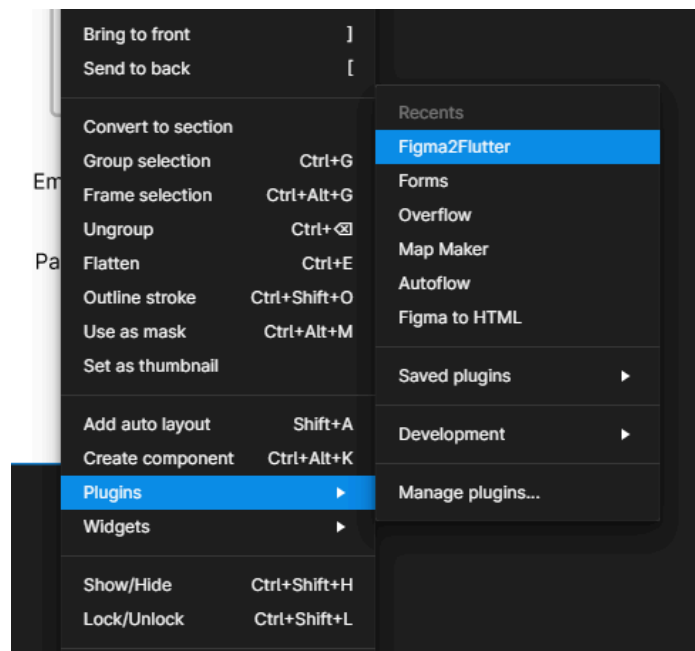 Bring to front ]
Send to back [
Convert to section
Group selection Ctrl+G
Frame selection Ctrl+Alt+G
Ungroup Ctrl+⌫
Flatten Ctrl+E
Outline stroke Ctrl+Shift+O
Use as mask Ctrl+Alt+M
Set as thumbnail
Add auto layout Shift+A
Create component Ctrl+Alt+K
Plugins
Widgets
Show/Hide Ctrl+Shift+H
Lock/Unlock Ctrl+Shift+L
Em
Pa
Recents
Figma2Flutter
Forms
Overflow
Map Maker
Autoflow
Figma to HTML
Saved plugins
Development
Manage plugins...